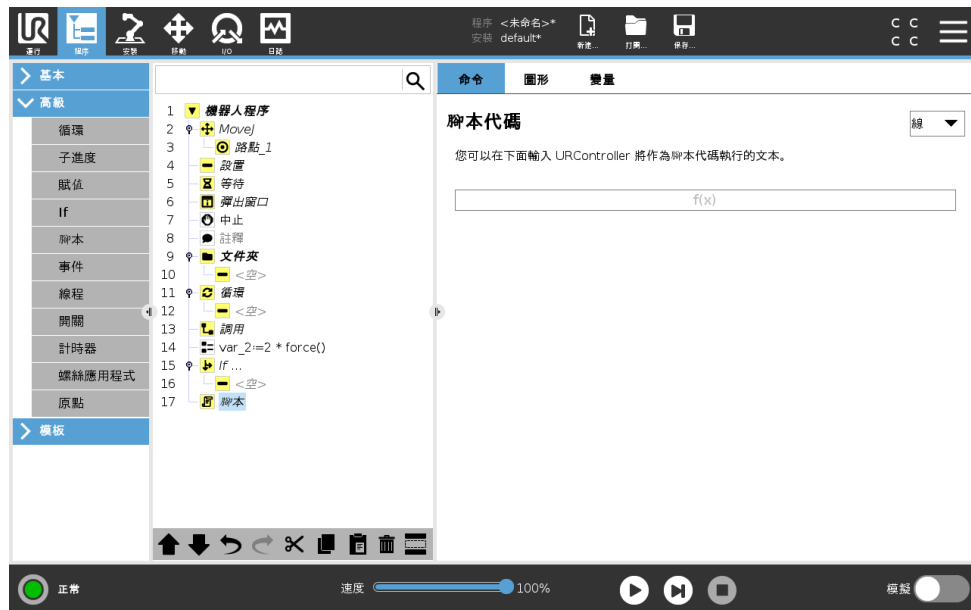 程序 <未命名>*
安裝 default*
運行 程序 安裝 移動 I/O 日誌 新建... 打開... 保存...
C C
C C
基本
高級
循環
子進度
賦值
If
腳本
事件
線程
開關
計時器
螺絲應用程式
原點
模板
1 機器人程序
2 MoveJ
3 路點_1
4 設置
5 等待
6 彈出窗口
7 中止
8 註釋
9 文件夾
10 <空>
11 循環
12 <空>
13 調用
14 var_2:=2 * force()
15 If ...
16 <空>
17 腳本
命令 圖形 變量
腳本代碼
線
您可以在下面輸入 URController 將作為腳本代碼執行的文本。
f(x)
正常
速度 100%
模擬